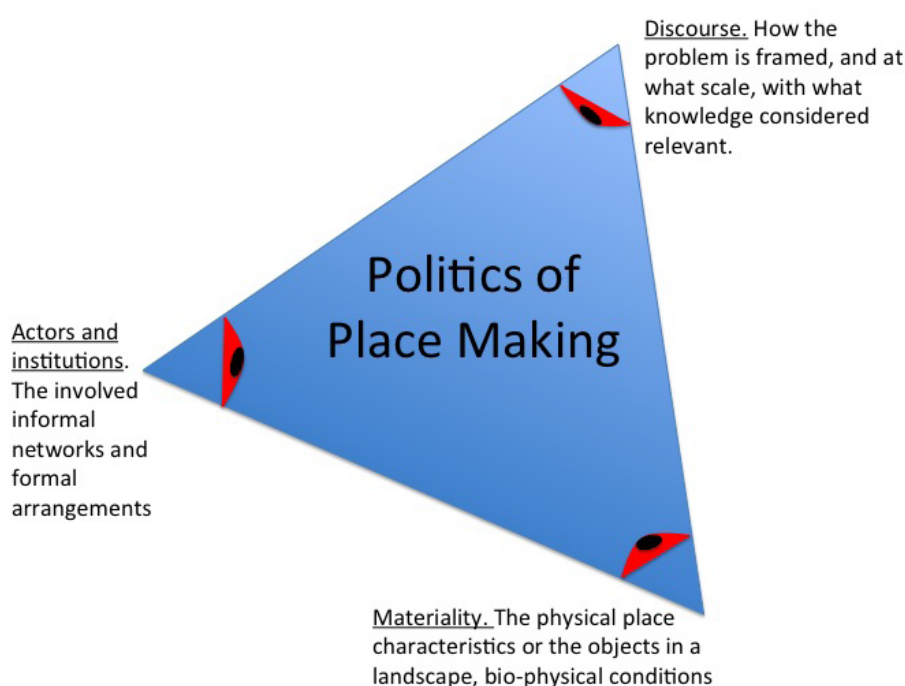 Discourse. How the
problem is framed, and at
what scale, with what
knowledge considered
relevant.
Politics of
Place Making
Actors and
institutions.
The involved
informal
networks and
formal
arrangements
Materiality. The physical place
characteristics or the objects in a
landscape, bio-physical conditions